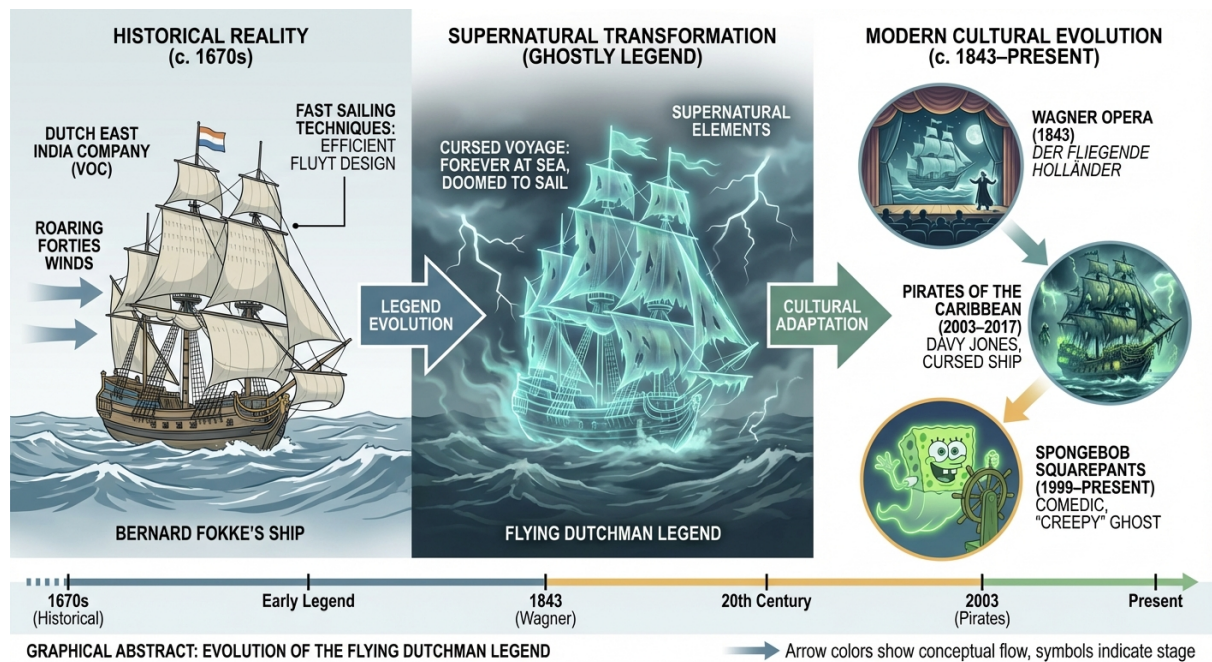 HISTORICAL REALITY
(c. 1670s)
DUTCH EAST
INDIA COMPANY
(VOC)
FAST SAILING
TECHNIQUES:
EFFICIENT
FLUYT DESIGN
ROARING
FORTIES
WINDS
BERNARD FOKKE'S SHIP
LEGEND
EVOLUTION
SUPERNATURAL TRANSFORMATION
(GHOSTLY LEGEND)
CURSED VOYAGE:
FOREVER AT SEA,
DOOMED TO SAIL
SUPERNATURAL
ELEMENTS
FLYING DUTCHMAN LEGEND
CULTURAL
ADAPTATION
MODERN CULTURAL EVOLUTION
(c. 1843–PRESENT)
WAGNER OPERA
(1843)
DER FLIEGENDE
HOLLÄNDER
PIRATES OF THE
CARIBBEAN
(2003–2017)
DAVY JONES,
CURSED SHIP
SPONGEBOB
SQUAREPANTS
(1999–PRESENT)
COMEDIC,
"CREEPY" GHOST
1670s
(Historical)
Early Legend
1843
(Wagner)
20th Century
2003
(Pirates)
Present
GRAPHICAL ABSTRACT: EVOLUTION OF THE FLYING DUTCHMAN LEGEND
Arrow colors show conceptual flow, symbols indicate stage